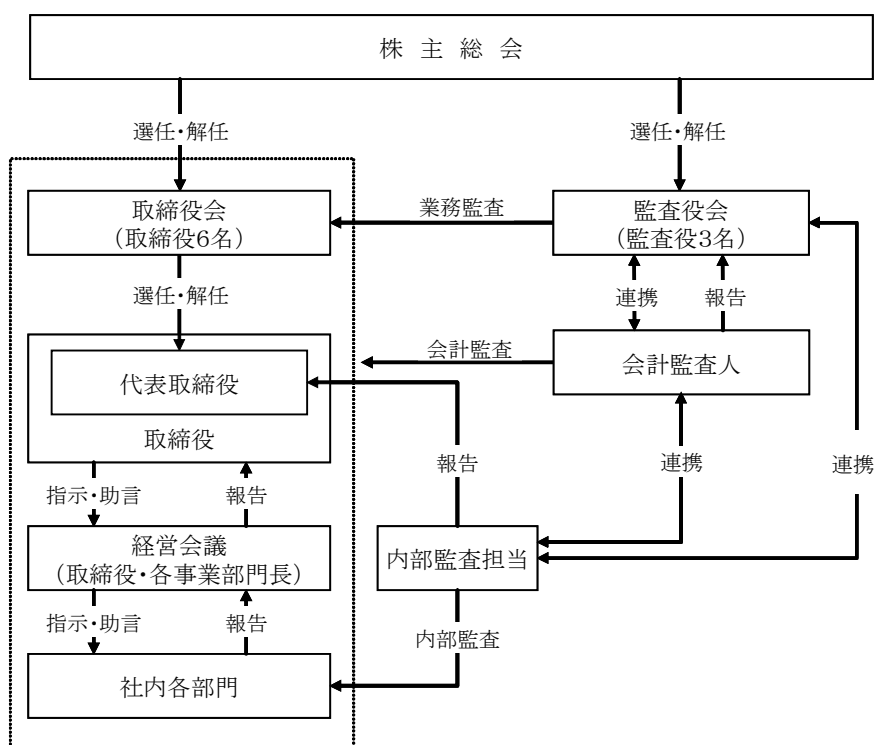 株 主 総 会
選任・解任
選任・解任
取締役会
（取締役6名）
業務監査
監査役会
（監査役3名）
選任・解任
連携
報告
代表取締役
取締役
会計監査
会計監査人
報告
連携
連携
指示・助言
報告
経営会議
（取締役・各事業部門長）
内部監査担当
指示・助言
報告
内部監査
社内各部門